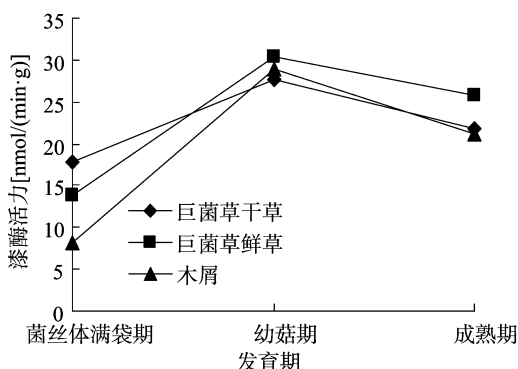 漆酶活力[nmol/(min·g)]
35
30
25
20
15
10
5
0
巨菌草干草
巨菌草鲜草
木屑
菌丝体满袋期 幼菇期 成熟期
发育期